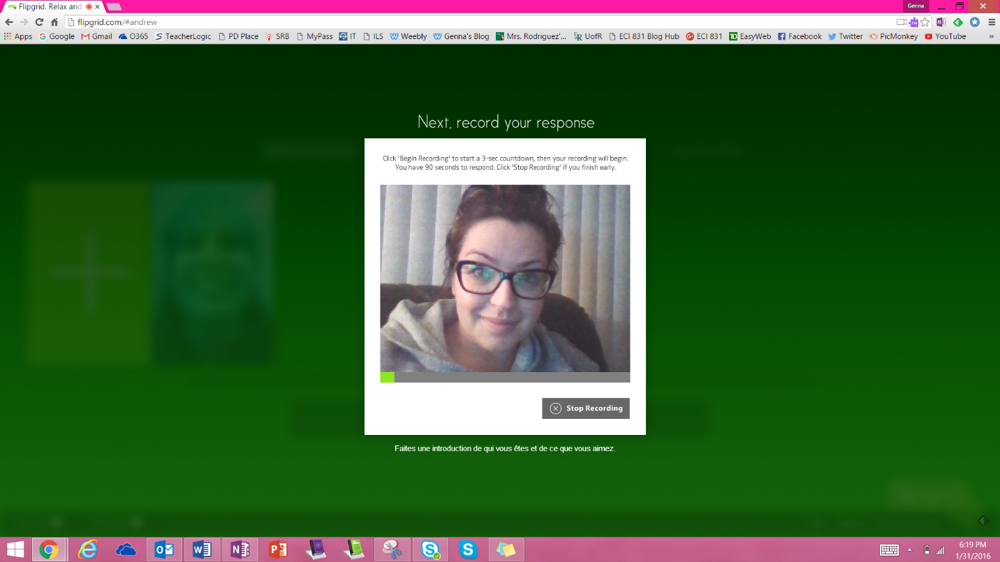 Flipgrid. Relax and
Genna
flipgrid.com/#andrew
Apps Google Gmail O365 TeacherLogic PD Place SRB MyPass IT ILS Weebly Genna's Blog Mrs. Rodriguez'... UofR ECI 831 Blog Hub ECI 831 EasyWeb Facebook Twitter PicMonkey YouTube »
Next, record your response
Click 'Begin Recording' to start a 3-sec countdown, then your recording will begin.
You have 90 seconds to respond. Click 'Stop Recording' if you finish early.
Stop Recording
Faites une introduction de qui vous êtes et de ce que vous aimez.
6:19 PM
1/31/2016